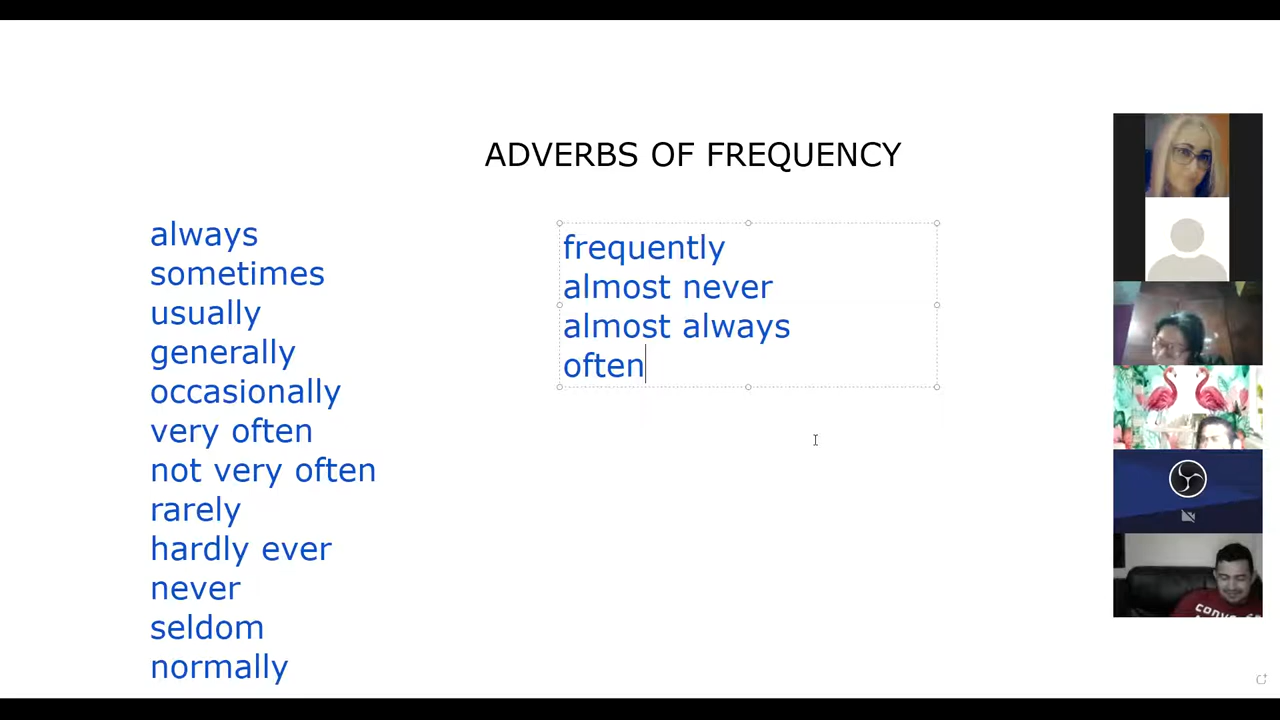 ADVERBS OF FREQUENCY
always
sometimes
usually
generally
occasionally
very often
not very often
rarely
hardly ever
never
seldom
normally
frequently
almost never
almost always
often